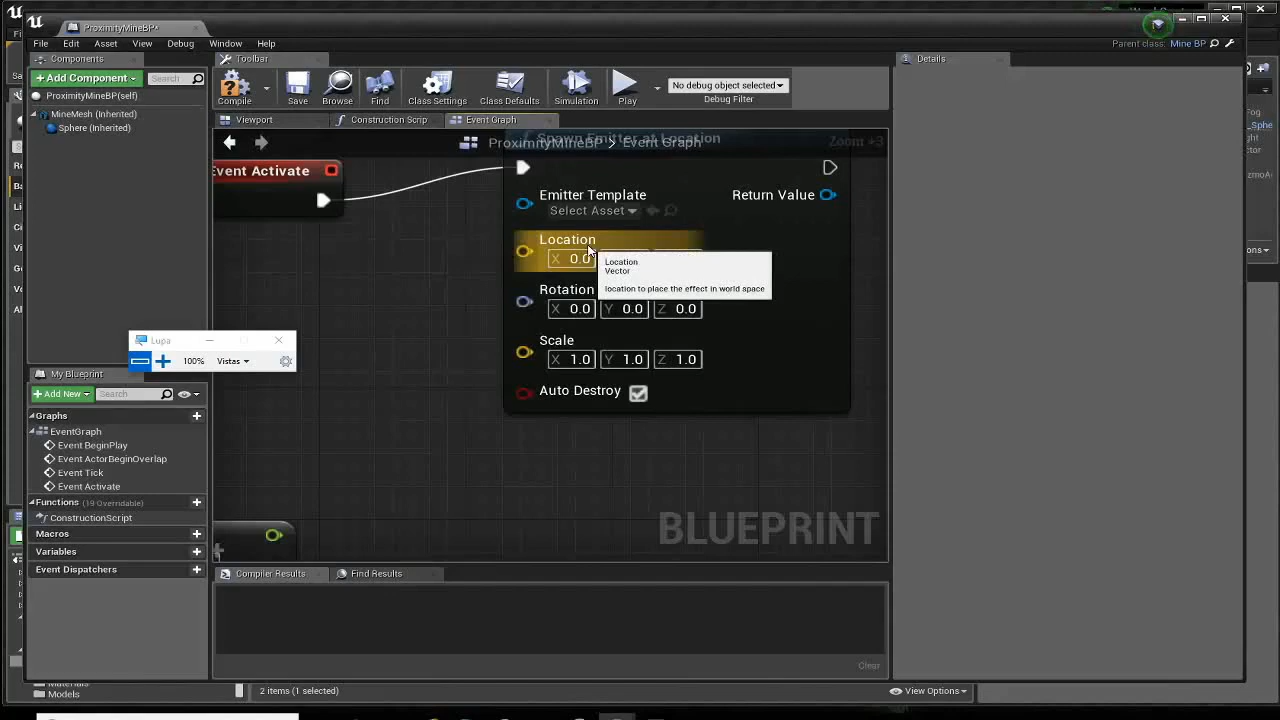 ProximityMineBP*
File Edit Asset View Debug Window Help
Parent class: Mine BP
Components
Toolbar
Details
+Add Component
Search
Compile
Save
Browse
Find
Class Settings
Class Defaults
Simulation
Play
No debug object selected
Debug Filter
ProximityMineBP(self)
MineMesh (Inherited)
Sphere (Inherited)
Viewport
Construction Scrip
Event Graph
Spawn Emitter at Location
ProximityMineBP > Event Graph
Zoom +3
Event Activate
Emitter Template
Select Asset
Return Value
Location
X 0.0
Location
Vector
location to place the effect in world space
Rotation
X 0.0 Y 0.0 Z 0.0
Scale
X 1.0 Y 1.0 Z 1.0
Auto Destroy
Lupa
100%
Vistas
My Blueprint
+Add New
Search
Graphs
EventGraph
Event BeginPlay
Event ActorBeginOverlap
Event Tick
Event Activate
Functions (19 Overridable)
ConstructionScript
Macros
Variables
Event Dispatchers
BLUEPRINT
Compiler Results
Find Results
Clear
Models
2 items (1 selected)
View Options